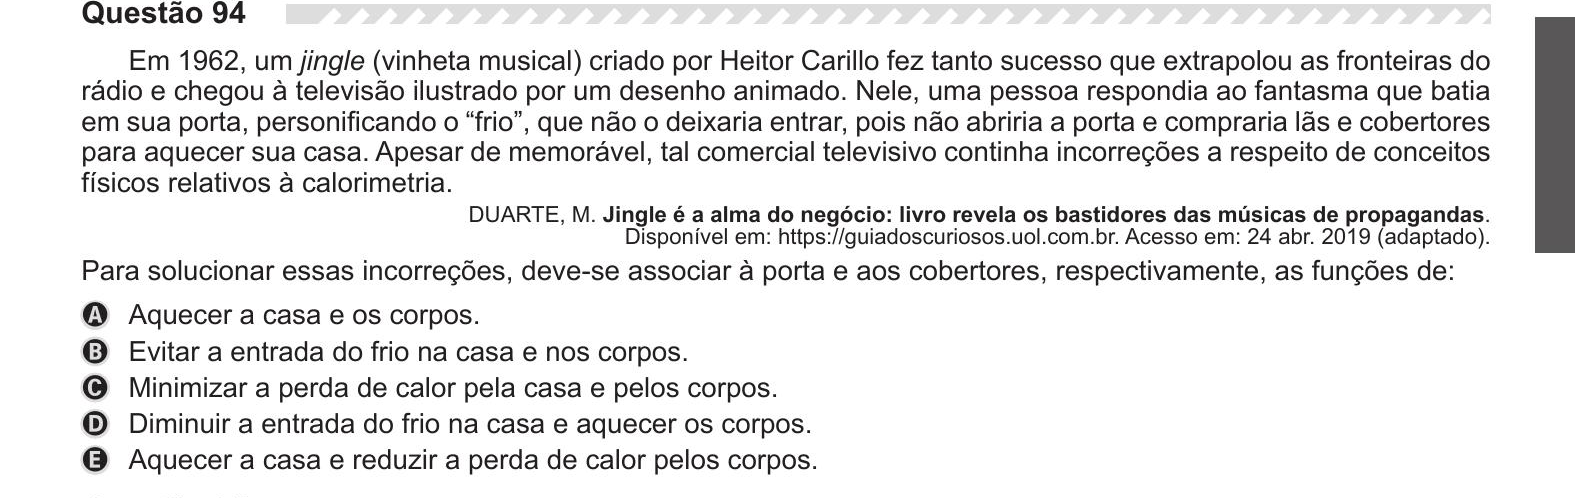 Questão 94
Em 1962, um jingle (vinheta musical) criado por Heitor Carillo fez tanto sucesso que extrapolou as fronteiras do
rádio e chegou à televisão ilustrado por um desenho animado. Nele, uma pessoa respondia ao fantasma que batia
em sua porta, personificando o “frio”, que não o deixaria entrar, pois não abriria a porta e compraria lãs e cobertores
para aquecer sua casa. Apesar de memorável, tal comercial televisivo continha incorreções a respeito de conceitos
físicos relativos à calorimetria.
DUARTE, M. Jingle é a alma do negócio: livro revela os bastidores das músicas de propagandas.
Disponível em: https://guiadoscuriosos.uol.com.br. Acesso em: 24 abr. 2019 (adaptado).
Para solucionar essas incorreções, deve-se associar à porta e aos cobertores, respectivamente, as funções de:
A Aquecer a casa e os corpos.
B Evitar a entrada do frio na casa e nos corpos.
C Minimizar a perda de calor pela casa e pelos corpos.
D Diminuir a entrada do frio na casa e aquecer os corpos.
E Aquecer a casa e reduzir a perda de calor pelos corpos.